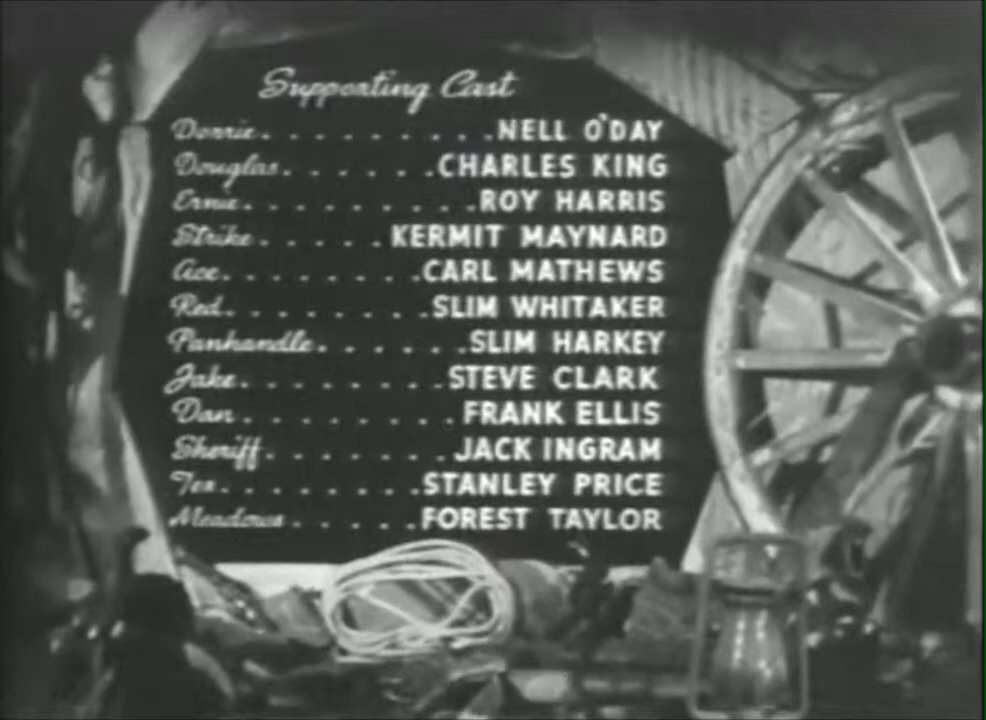 Supporting Cast
Dorrie. . . . . . . . . .NELL O'DAY
Douglas. . . . . . .CHARLES KING
Ernie. . . . . . . . . .ROY HARRIS
Strike. . . . . .KERMIT MAYNARD
Ace. . . . . . . . .CARL MATHEWS
Red. . . . . . . . .SLIM WHITAKER
Panhandle. . . . . . .SLIM HARKEY
Jake. . . . . . . . .STEVE CLARK
Dan. . . . . . . . . .FRANK ELLIS
Sheriff. . . . . . . .JACK INGRAM
Tex. . . . . . . . .STANLEY PRICE
Meadows. . . . . .FOREST TAYLOR